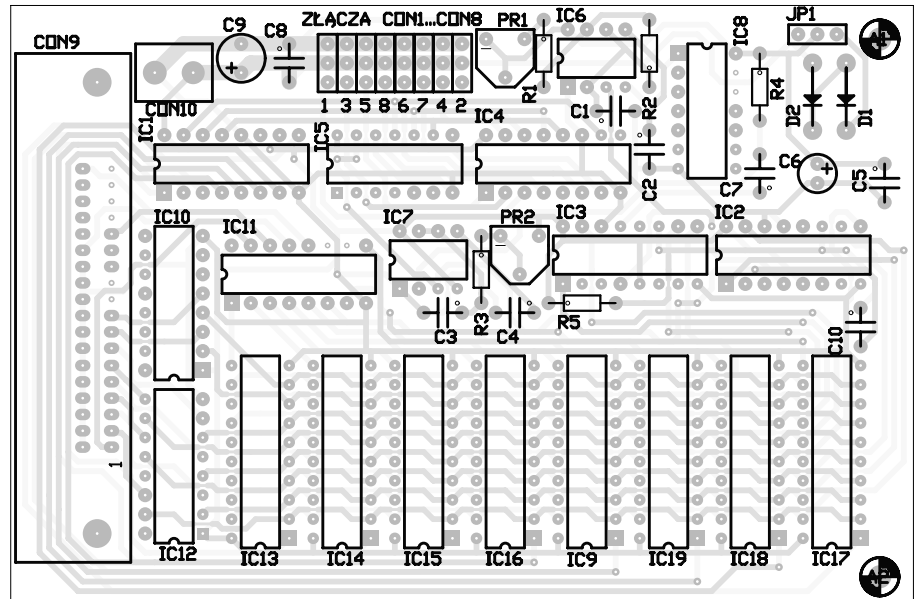 CON9
C9
C8
ZŁĄCZA CON1...CON8
PR1
IC6
IC8
JP1
CON10
1 3 5 8 6 7 4 2
R1
C1
R2
R4
D2
D1
IC1
IC5
IC4
C2
C7
C6
C5
IC10
IC11
IC7
PR2
IC3
IC2
C3
R3
C4
R5
C10
1
IC12
IC13
IC14
IC15
IC16
IC9
IC19
IC18
IC17